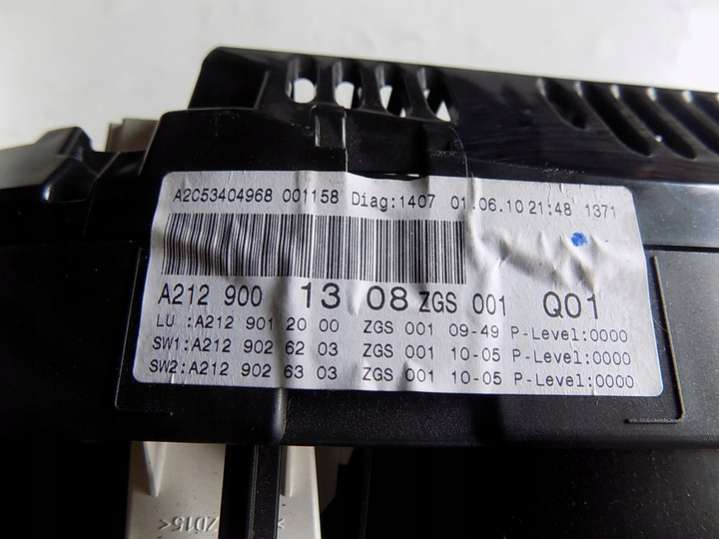 A2C53404968 001158 Diag:1407 01.06.10 21:48 1371
A212 900 13 08 ZGS 001 Q01
LU :A212 901 20 00 ZGS 001 09-49 P-Level:0000
SW1:A212 902 62 03 ZGS 001 10-05 P-Level:0000
SW2:A212 902 63 03 ZGS 001 10-05 P-Level:0000